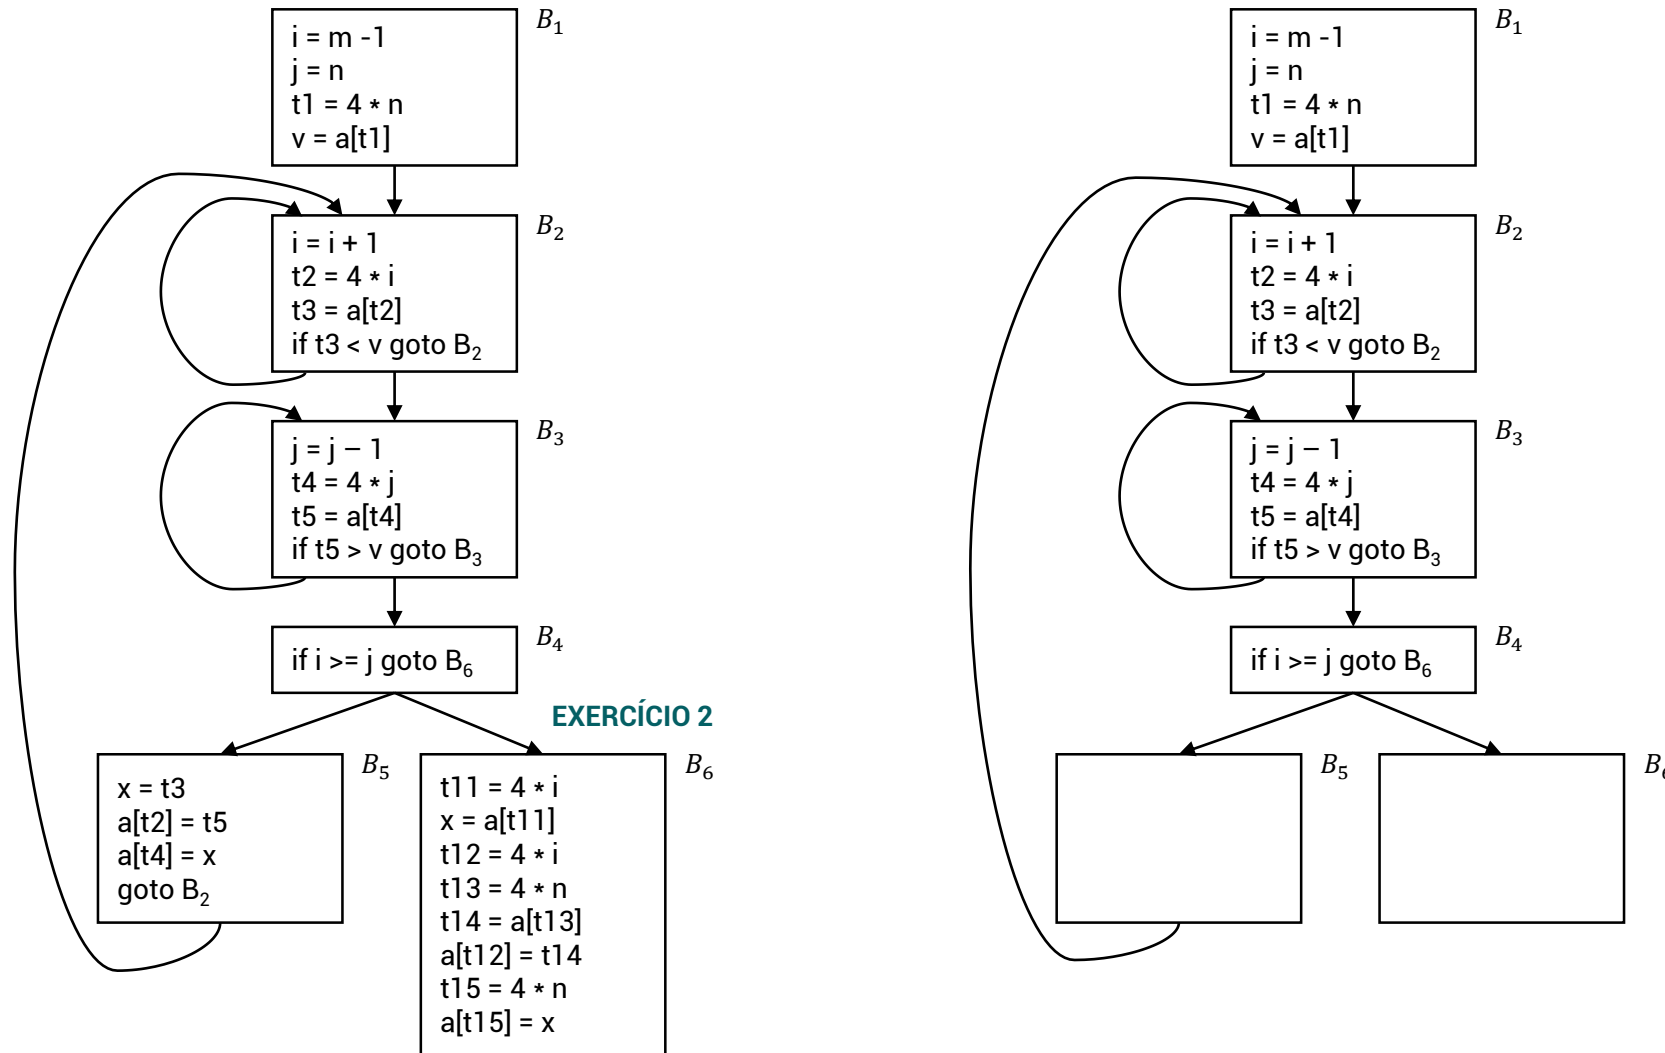 i = m -1
j = n
t1 = 4 * n
v = a[t1]
B₁
i = i + 1
t2 = 4 * i
t3 = a[t2]
if t3 < v goto B₂
B₂
j = j – 1
t4 = 4 * j
t5 = a[t4]
if t5 > v goto B₃
B₃
if i >= j goto B₆
B₄
EXERCÍCIO 2
x = t3
a[t2] = t5
a[t4] = x
goto B₂
B₅
t11 = 4 * i
x = a[t11]
t12 = 4 * i
t13 = 4 * n
t14 = a[t13]
a[t12] = t14
t15 = 4 * n
a[t15] = x
B₆
i = m -1
j = n
t1 = 4 * n
v = a[t1]
B₁
i = i + 1
t2 = 4 * i
t3 = a[t2]
if t3 < v goto B₂
B₂
j = j – 1
t4 = 4 * j
t5 = a[t4]
if t5 > v goto B₃
B₃
if i >= j goto B₆
B₄
B₅
B₆